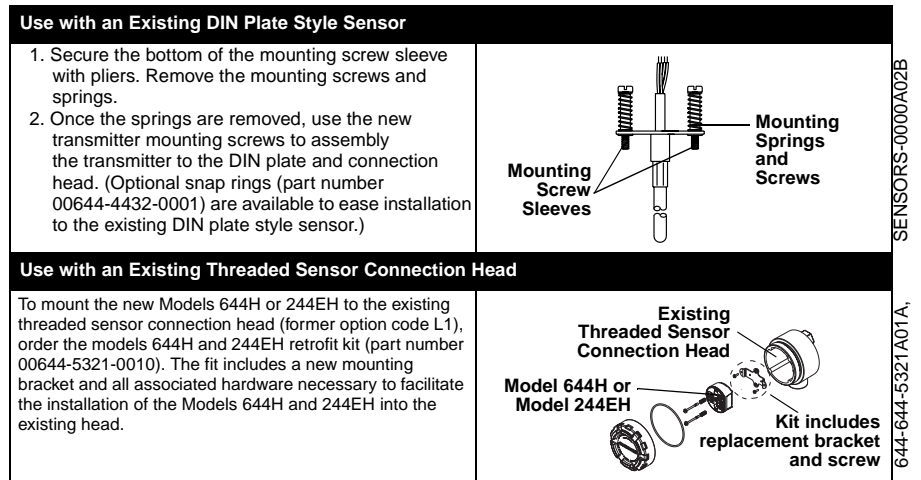 Use with an Existing DIN Plate Style Sensor
1. Secure the bottom of the mounting screw sleeve
with pliers. Remove the mounting screws and
springs.
2. Once the springs are removed, use the new
transmitter mounting screws to assembly
the transmitter to the DIN plate and connection
head. (Optional snap rings (part number
00644-4432-0001) are available to ease installation
to the existing DIN plate style sensor.)
Mounting
Springs
and
Screws
Mounting
Screw
Sleeves
SENSORS-0000A02B
Use with an Existing Threaded Sensor Connection Head
To mount the new Models 644H or 244EH to the existing
threaded sensor connection head (former option code L1),
order the models 644H and 244EH retrofit kit (part number
00644-5321-0010). The fit includes a new mounting
bracket and all associated hardware necessary to facilitate
the installation of the Models 644H and 244EH into the
existing head.
Existing
Threaded Sensor
Connection Head
Model 644H or
Model 244EH
Kit includes
replacement bracket
and screw
644-644-5321A01A,